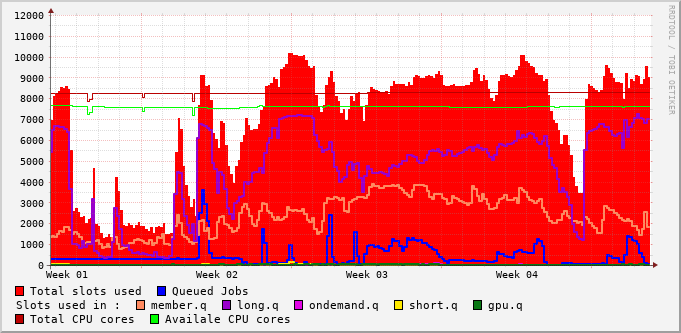 12000
11000
10000
9000
8000
7000
6000
5000
4000
3000
2000
1000
0
Week 01 Week 02 Week 03 Week 04
Total slots used Queued Jobs
Slots used in : member.q long.q ondemand.q short.q gpu.q
Total CPU cores Availale CPU cores
RRDTOOL / TOBI OETIKER